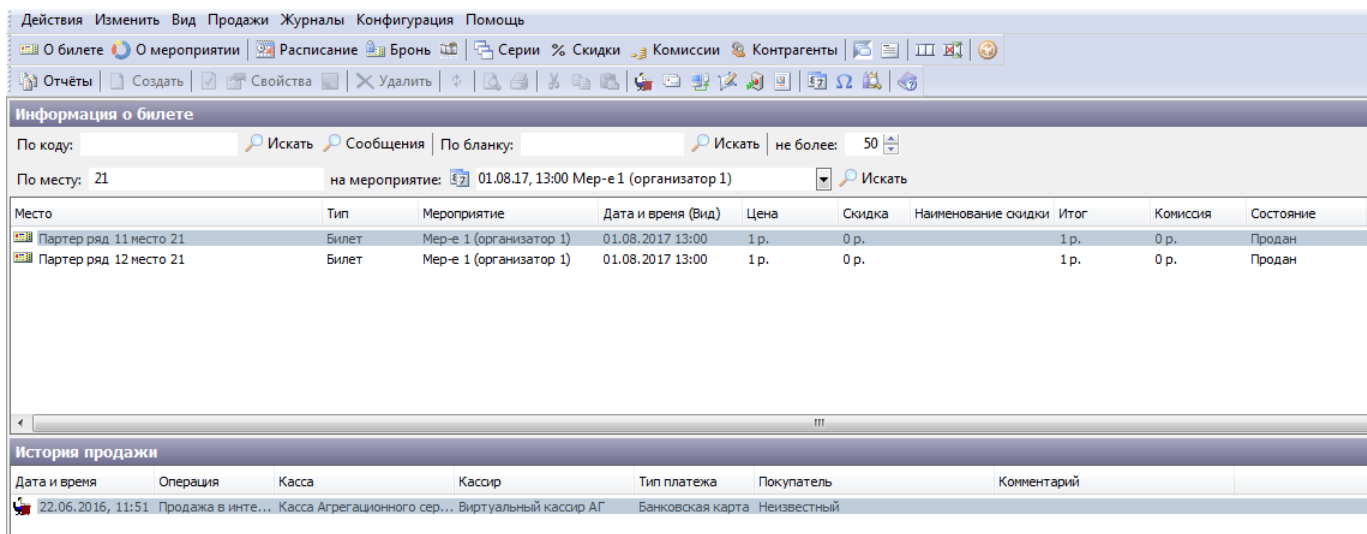 Действия Изменить Вид Продажи Журналы Конфигурация Помощь
О билете О мероприятии Расписание Бронь Серии % Скидки Комиссии Контрагенты
Отчёты Создать Свойства Удалить
Информация о билете
По коду: Искать Сообщения По бланку: Искать не более: 50
По месту: 21 на мероприятие: 01.08.17, 13:00 Мер-е 1 (организатор 1) Искать
Место Тип Мероприятие Дата и время (Вид) Цена Скидка Наименование скидки Итог Комиссия Состояние
Партер ряд 11 место 21 Билет Мер-е 1 (организатор 1) 01.08.2017 13:00 1 р. 0 р. 1 р. 0 р. Продан
Партер ряд 12 место 21 Билет Мер-е 1 (организатор 1) 01.08.2017 13:00 1 р. 0 р. 1 р. 0 р. Продан
История продажи
Дата и время Операция Касса Кассир Тип платежа Покупатель Комментарий
22.06.2016, 11:51 Продажа в инте... Касса Агрегационного сер... Виртуальный кассир АГ Банковская карта Неизвестный